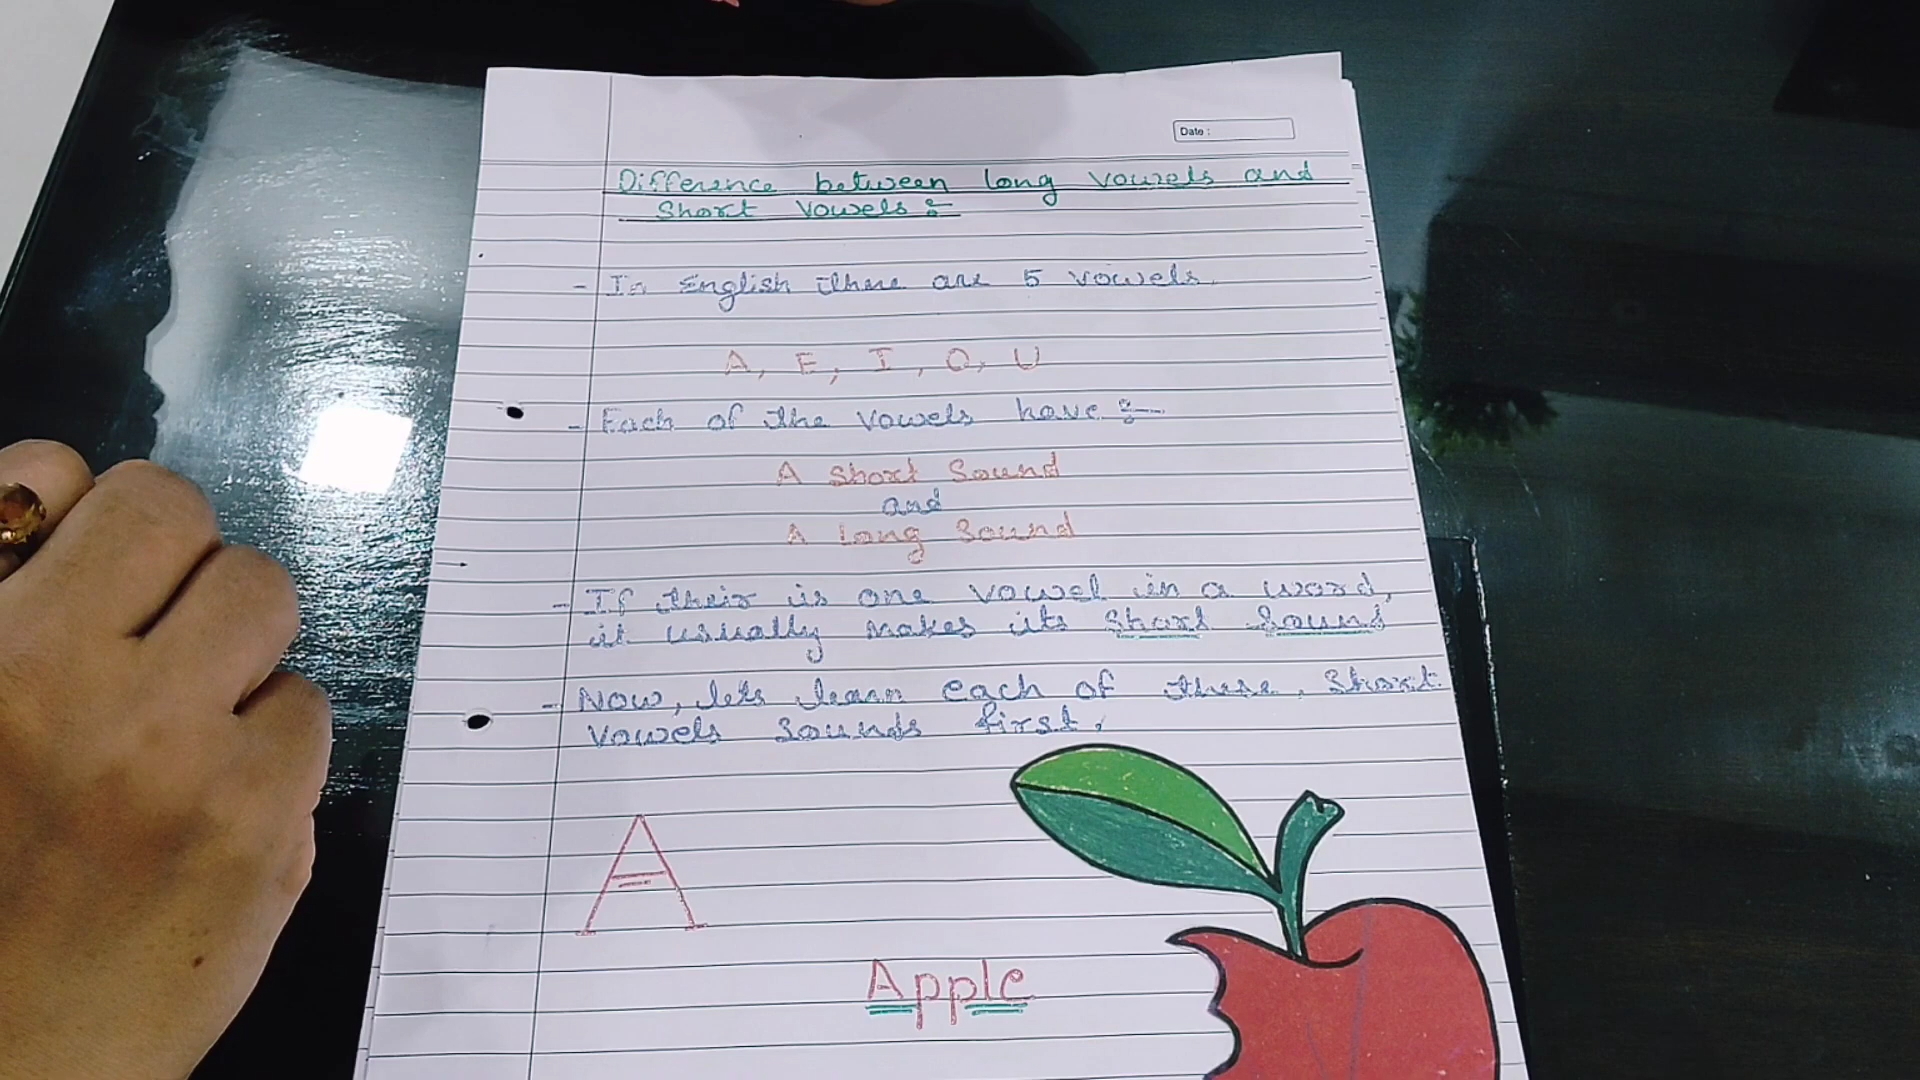 Date :
Difference between long vowels and
Short Vowels :-
- In English there are 5 vowels.
A, E, I, O, U
- Each of the Vowels have :-
A Short Sound
and
A Long Sound
- If their is one vowel in a word,
it usually makes its Short Sound
- Now, lets learn each of these, Short
Vowels Sounds first.
A
Apple